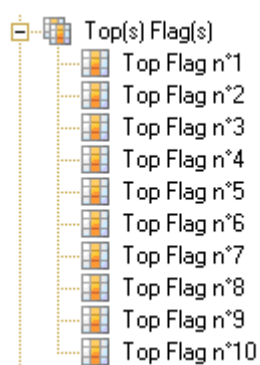 Top(s) Flag(s)
Top Flag n°1
Top Flag n°2
Top Flag n°3
Top Flag n°4
Top Flag n°5
Top Flag n°6
Top Flag n°7
Top Flag n°8
Top Flag n°9
Top Flag n°10